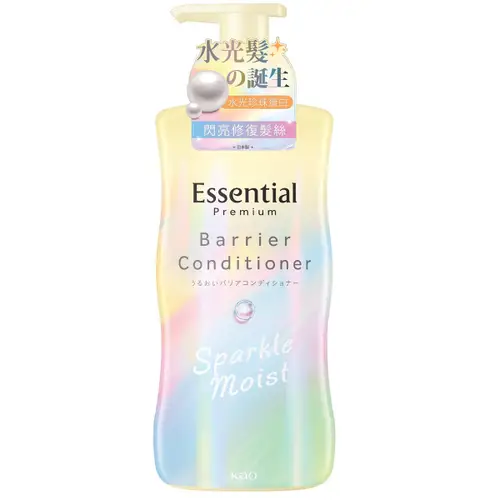 水光髮
の誕生
水光珍珠蛋白
閃亮修復髮絲
Essential
Premium
Barrier
Conditioner
うるおいバリアコンディショナー
Sparkle
Moist
Kao